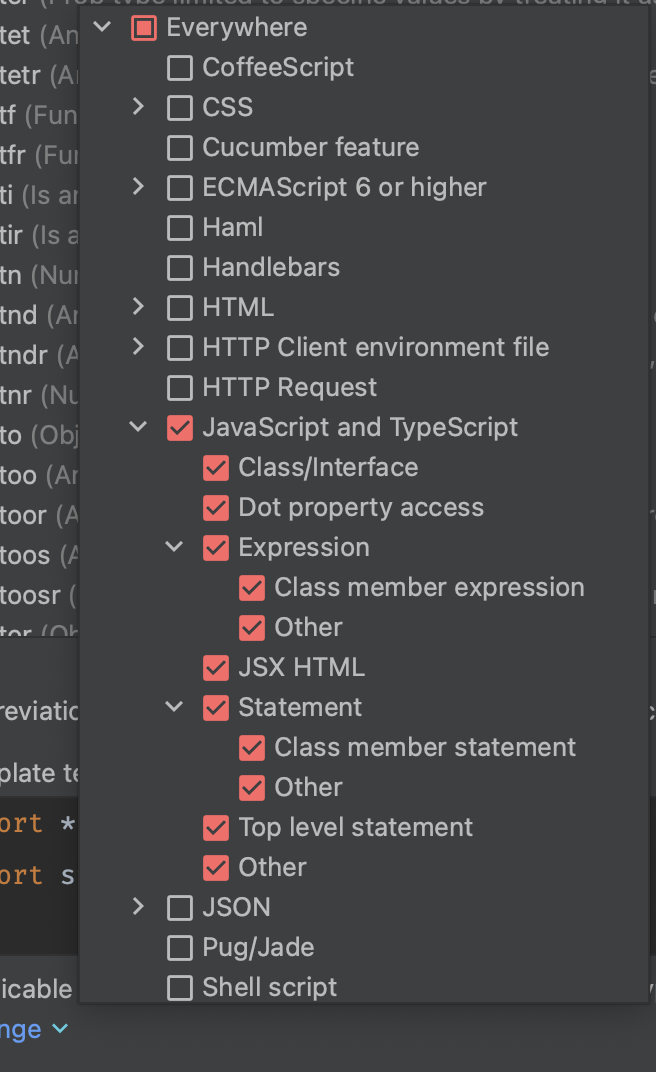 Everywhere
tet (An
CoffeeScript
tetr (A
CSS
tf (Fun
Cucumber feature
tfr (Fur
ECMAScript 6 or higher
ti (Is an
Haml
tir (Is a
Handlebars
tn (Nur
HTML
tnd (Ar
HTTP Client environment file
tndr (A
HTTP Request
tnr (Nu
JavaScript and TypeScript
to (Obj
Class/Interface
too (Ar
Dot property access
toor (A
Expression
toos (A
Class member expression
toosr (
Other
JSX HTML
Statement
reviatio
Class member statement
plate te
Other
ort *
Top level statement
ort s
Other
JSON
Pug/Jade
icable
Shell script
nge